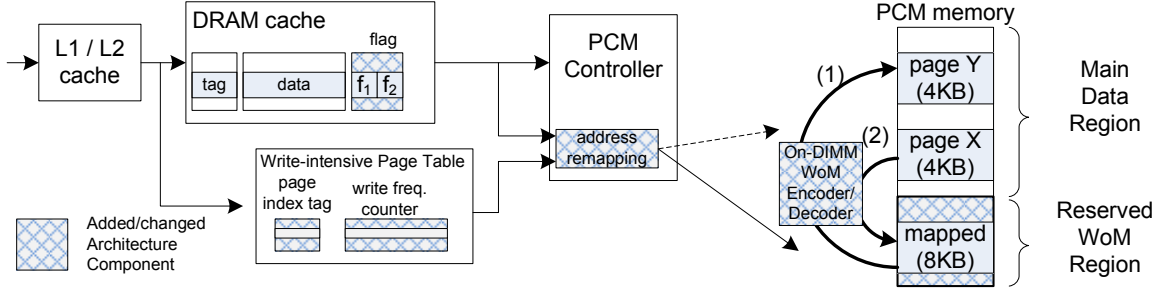 L1 / L2
cache
DRAM cache
flag
tag
data
f1
f2
Write-intensive Page Table
page
index tag
write freq.
counter
Added/changed
Architecture
Component
PCM
Controller
address
remapping
(1)
(2)
On-DIMM
WoM
Encoder/
Decoder
PCM memory
page Y
(4KB)
page X
(4KB)
mapped
(8KB)
Main
Data
Region
Reserved
WoM
Region